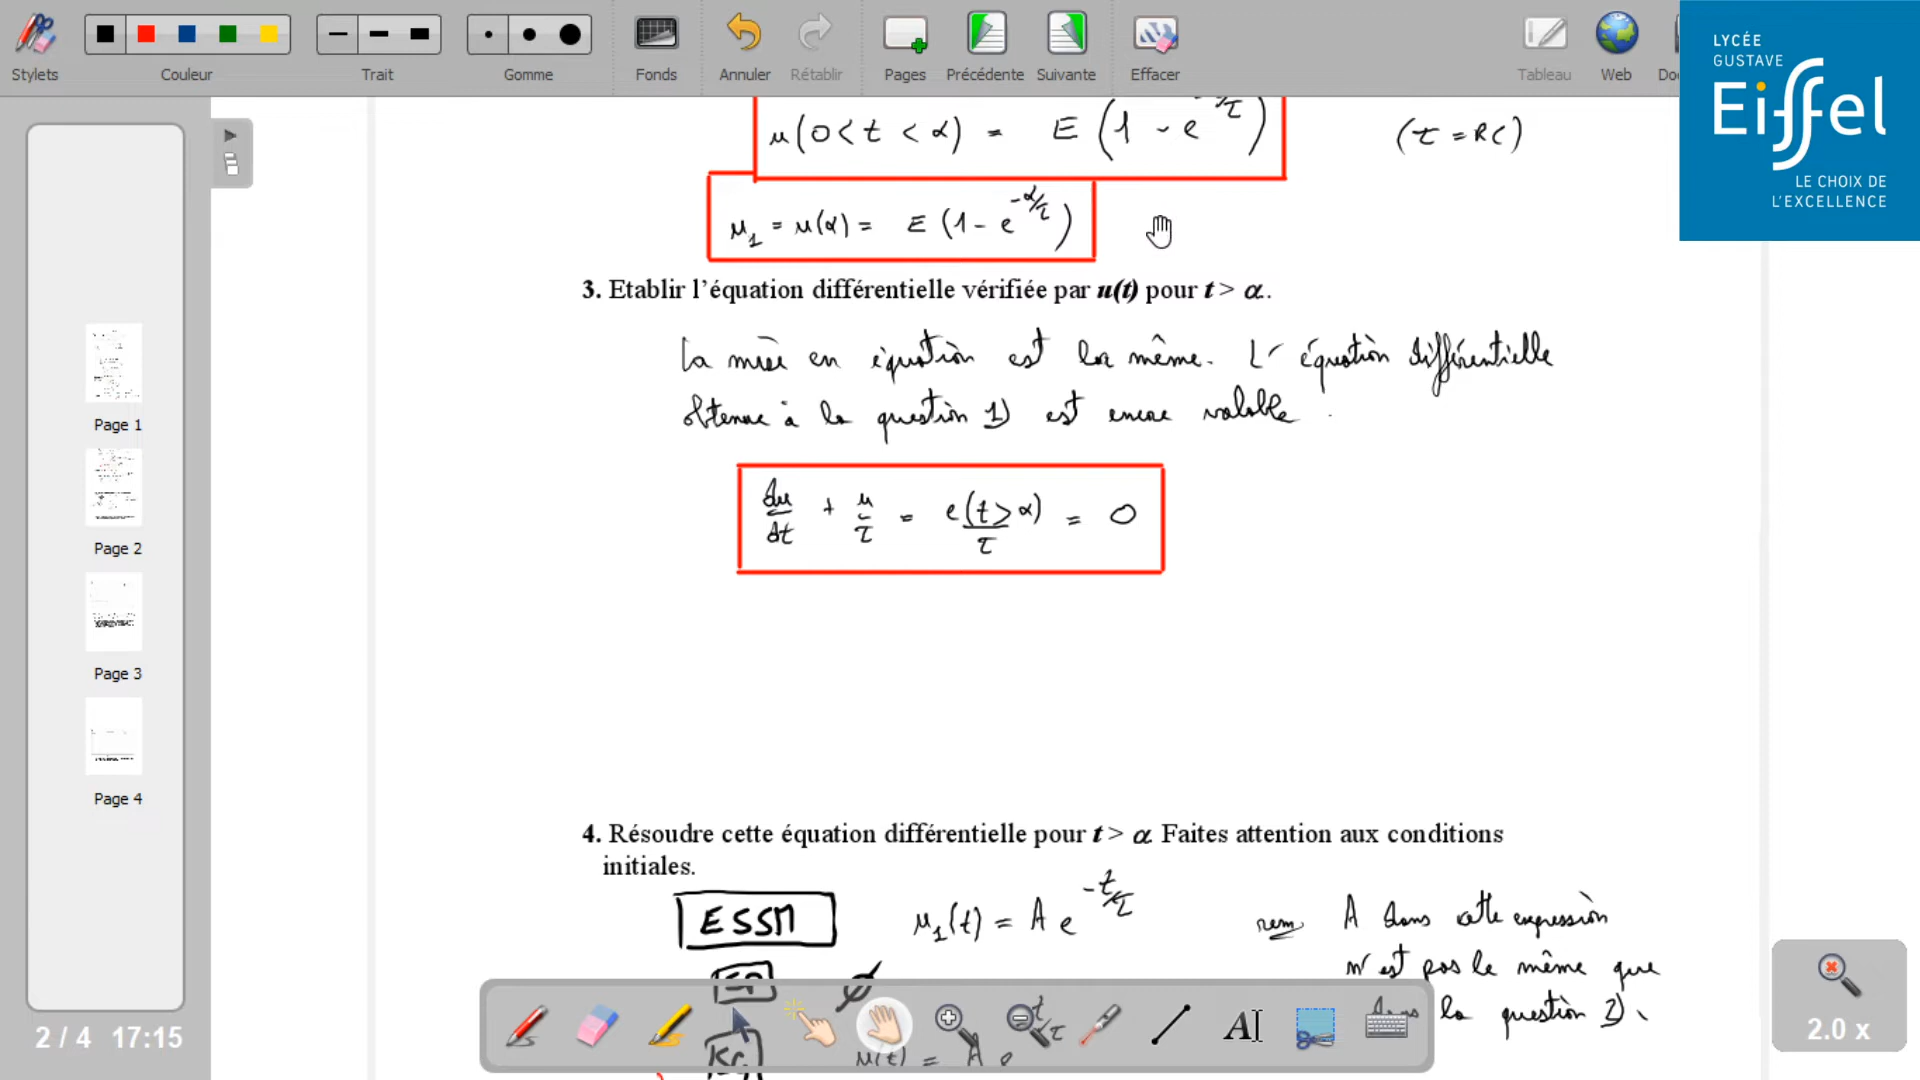 Stylets
Couleur
Trait
Gomme
Fonds
Annuler
Rétablir
Pages
Précédente
Suivante
Effacer
Tableau
Web
LYCÉE
GUSTAVE
Eiffel
LE CHOIX DE
L'EXCELLENCE
u(0<t<α) = E(1 - e^{-t/τ}) (τ = RC)
u₁ = u(α) = E(1 - e^{-α/τ})
3. Etablir l'équation différentielle vérifiée par u(t) pour t > α.
La mise en équation est la même. L'équation différentielle
obtenue à la question 1) est encore valable.
du/dt + u/τ = e(t>α)/τ = 0
4. Résoudre cette équation différentielle pour t > α. Faites attention aux conditions
initiales.
ESSM u₁(t) = A e^{-t/τ} rem A dans cette expression
n'est pas le même que
dans la question 2).
u(t) = A e
Page 1
Page 2
Page 3
Page 4
2 / 4 17:15
2.0 x